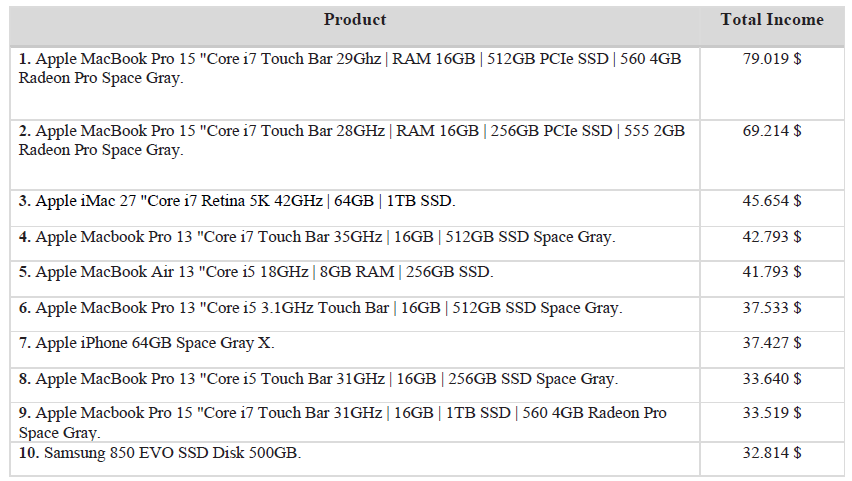 Product Total Income
1. Apple MacBook Pro 15 "Core i7 Touch Bar 29Ghz | RAM 16GB | 512GB PCIe SSD | 560 4GB 79.019 $
Radeon Pro Space Gray.
2. Apple MacBook Pro 15 "Core i7 Touch Bar 28GHz | RAM 16GB | 256GB PCIe SSD | 555 2GB 69.214 $
Radeon Pro Space Gray.
3. Apple iMac 27 "Core i7 Retina 5K 42GHz | 64GB | 1TB SSD. 45.654 $
4. Apple Macbook Pro 13 "Core i7 Touch Bar 35GHz | 16GB | 512GB SSD Space Gray. 42.793 $
5. Apple MacBook Air 13 "Core i5 18GHz | 8GB RAM | 256GB SSD. 41.793 $
6. Apple MacBook Pro 13 "Core i5 3.1GHz Touch Bar | 16GB | 512GB SSD Space Gray. 37.533 $
7. Apple iPhone 64GB Space Gray X. 37.427 $
8. Apple MacBook Pro 13 "Core i5 Touch Bar 31GHz | 16GB | 256GB SSD Space Gray. 33.640 $
9. Apple Macbook Pro 15 "Core i7 Touch Bar 31GHz | 16GB | 1TB SSD | 560 4GB Radeon Pro 33.519 $
Space Gray.
10. Samsung 850 EVO SSD Disk 500GB. 32.814 $